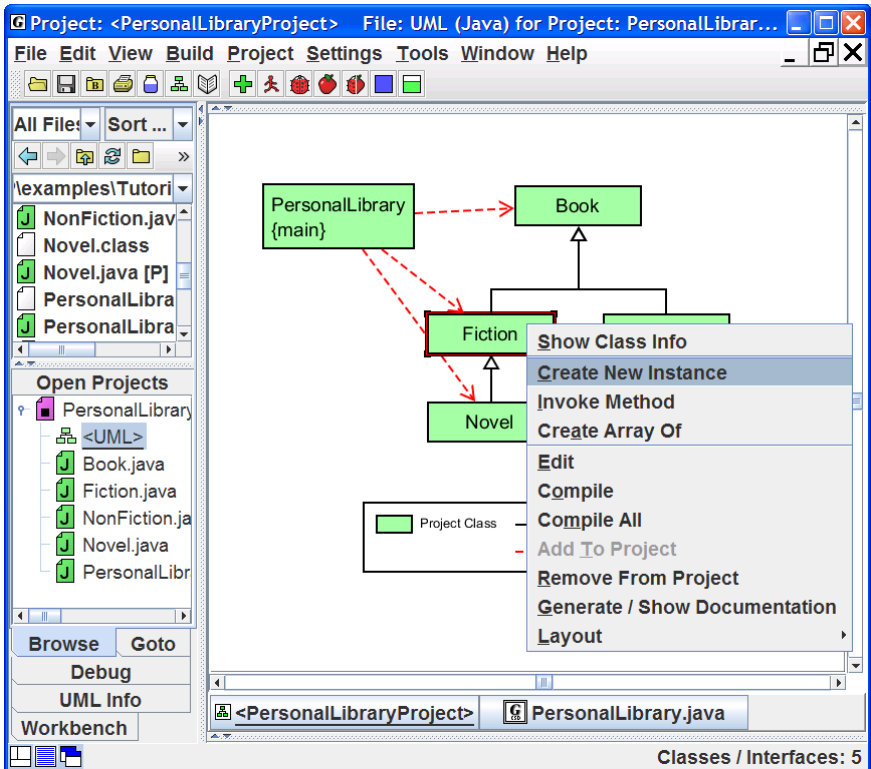 Project: <PersonalLibraryProject> File: UML (Java) for Project: PersonalLibrar...
File Edit View Build Project Settings Tools Window Help
All Files Sort ...
»
\examples\Tutori
NonFiction.jav
Novel.class
Novel.java [P]
PersonalLibra
PersonalLibra
Open Projects
PersonalLibrary
<UML>
Book.java
Fiction.java
NonFiction.ja
Novel.java
PersonalLibr
Browse Goto
Debug
UML Info
Workbench
PersonalLibrary
{main}
Book
Fiction
Novel
Project Class
Show Class Info
Create New Instance
Invoke Method
Create Array Of
Edit
Compile
Compile All
Add To Project
Remove From Project
Generate / Show Documentation
Layout
<PersonalLibraryProject> PersonalLibrary.java
Classes / Interfaces: 5